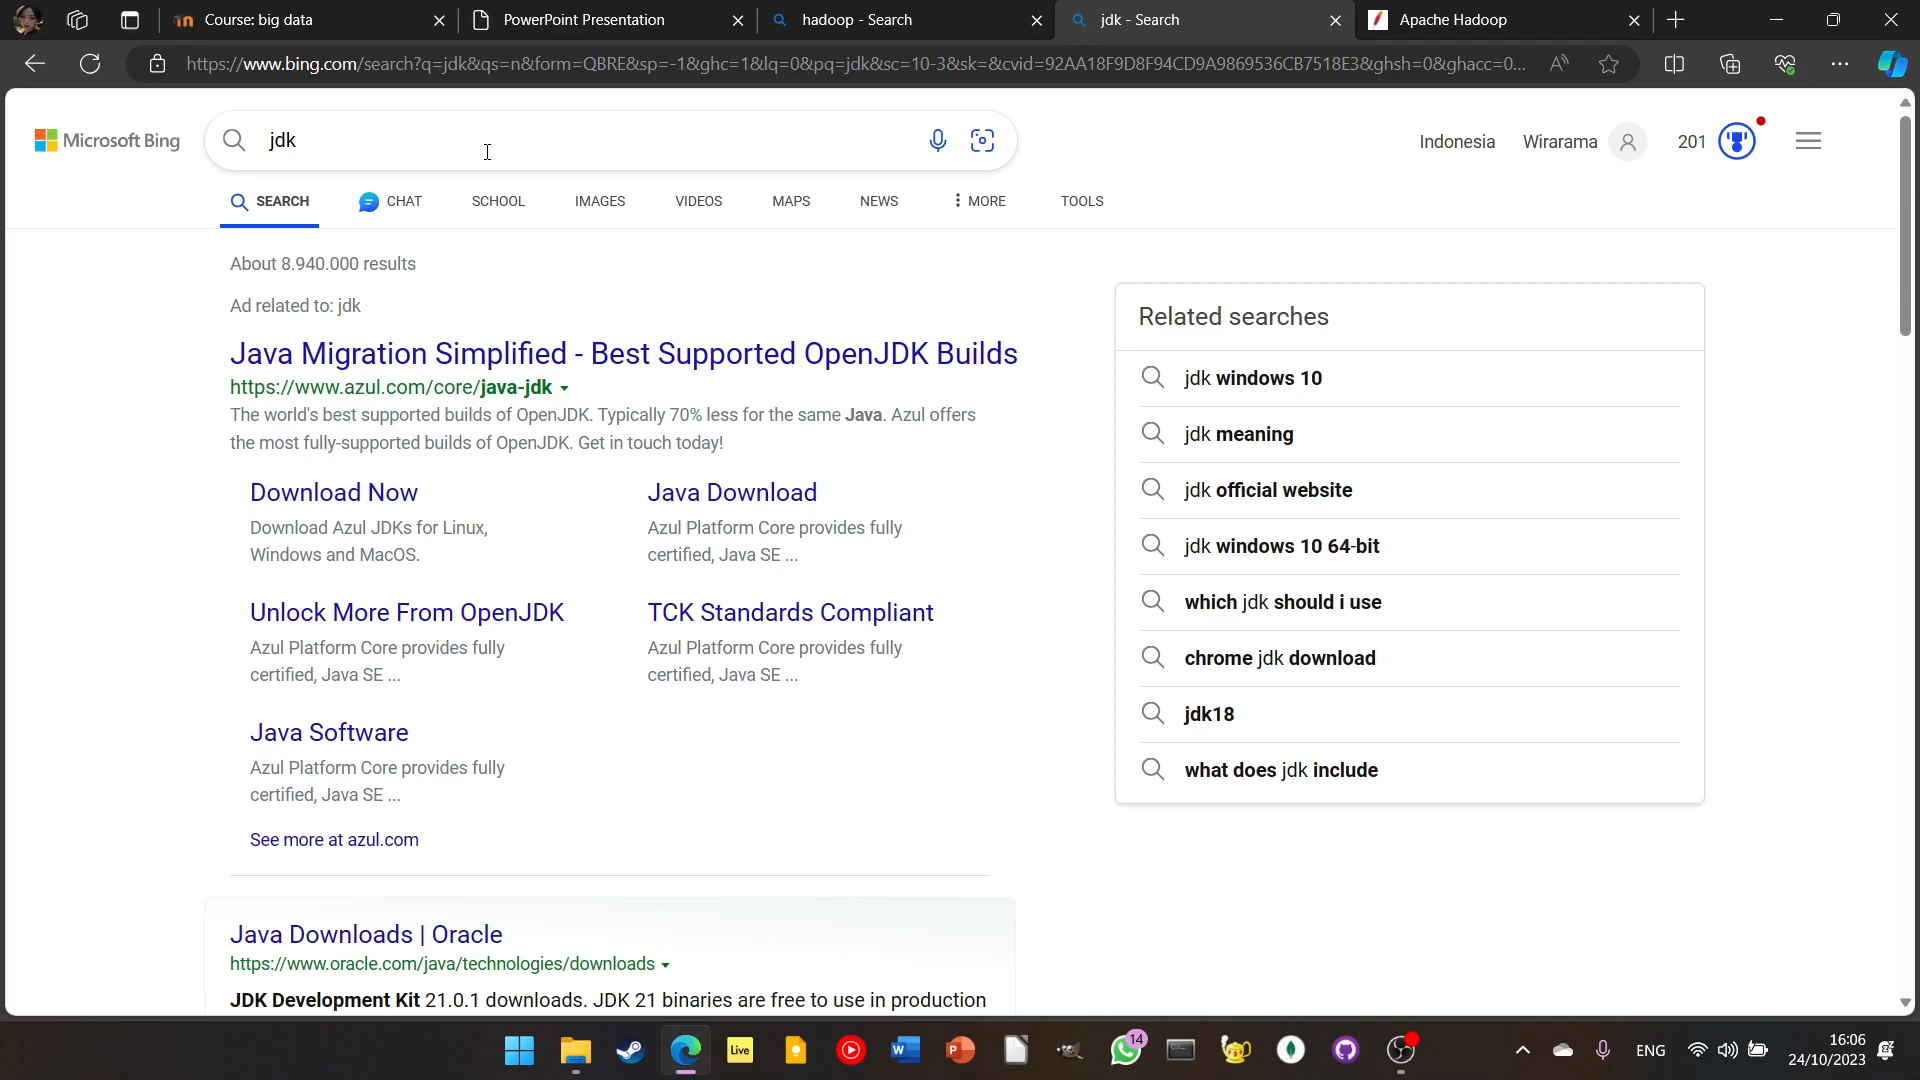 Course: big data
PowerPoint Presentation
hadoop - Search
jdk - Search
Apache Hadoop
https://www.bing.com/search?q=jdk&qs=n&form=QBRE&sp=-1&ghc=1&lq=0&pq=jdk&sc=10-3&sk=&cvid=92AA18F9D8F94CD9A9869536CB7518E3&ghsh=0&ghacc=0...
Microsoft Bing
jdk
Indonesia
Wirarama
201
SEARCH
CHAT
SCHOOL
IMAGES
VIDEOS
MAPS
NEWS
MORE
TOOLS
About 8.940.000 results
Ad related to: jdk
Java Migration Simplified - Best Supported OpenJDK Builds
https://www.azul.com/core/java-jdk
The world's best supported builds of OpenJDK. Typically 70% less for the same Java. Azul offers
the most fully-supported builds of OpenJDK. Get in touch today!
Download Now
Download Azul JDKs for Linux,
Windows and MacOS.
Java Download
Azul Platform Core provides fully
certified, Java SE ...
Unlock More From OpenJDK
Azul Platform Core provides fully
certified, Java SE ...
TCK Standards Compliant
Azul Platform Core provides fully
certified, Java SE ...
Java Software
Azul Platform Core provides fully
certified, Java SE ...
See more at azul.com
Java Downloads | Oracle
https://www.oracle.com/java/technologies/downloads
JDK Development Kit 21.0.1 downloads. JDK 21 binaries are free to use in production
Related searches
jdk windows 10
jdk meaning
jdk official website
jdk windows 10 64-bit
which jdk should i use
chrome jdk download
jdk18
what does jdk include
Live
W
P
14
ENG
16:06
24/10/2023